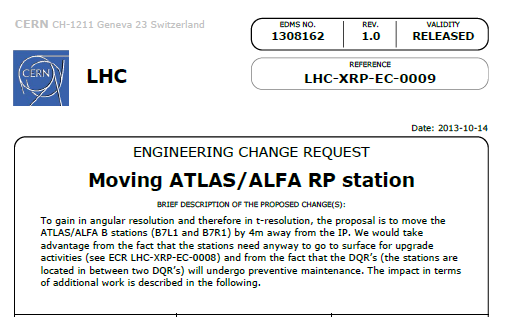 CERN CH-1211 Geneva 23 Switzerland
EDMS NO. REV. VALIDITY
1308162 1.0 RELEASED
REFERENCE
LHC-XRP-EC-0009
CERN
LHC
Date: 2013-10-14
ENGINEERING CHANGE REQUEST
Moving ATLAS/ALFA RP station
BRIEF DESCRIPTION OF THE PROPOSED CHANGE(S):
To gain in angular resolution and therefore in t-resolution, the proposal is to move the
ATLAS/ALFA B stations (B7L1 and B7R1) by 4m away from the IP. We would take
advantage from the fact that the stations need anyway to go to surface for upgrade
activities (see ECR LHC-XRP-EC-0008) and from the fact that the DQR's (the stations are
located in between two DQR's) will undergo preventive maintenance. The impact in terms
of additional work is described in the following.